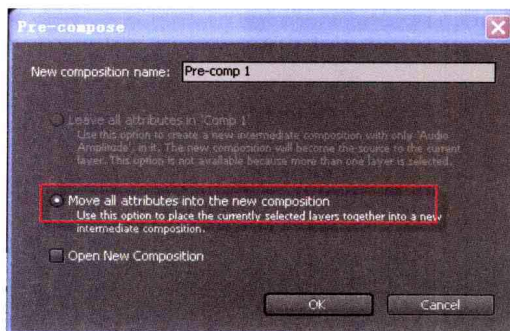 Pre-compose
New composition name: Pre-comp 1
Leave all attributes in 'Comp 1'
Use this option to create a new intermediate composition with only 'Audio
Amplitude' in it. The new composition will become the source to the current
layer. This option is not available because more than one layer is selected.
Move all attributes into the new composition
Use this option to place the currently selected layers together into a new
intermediate composition.
Open New Composition
OK
Cancel